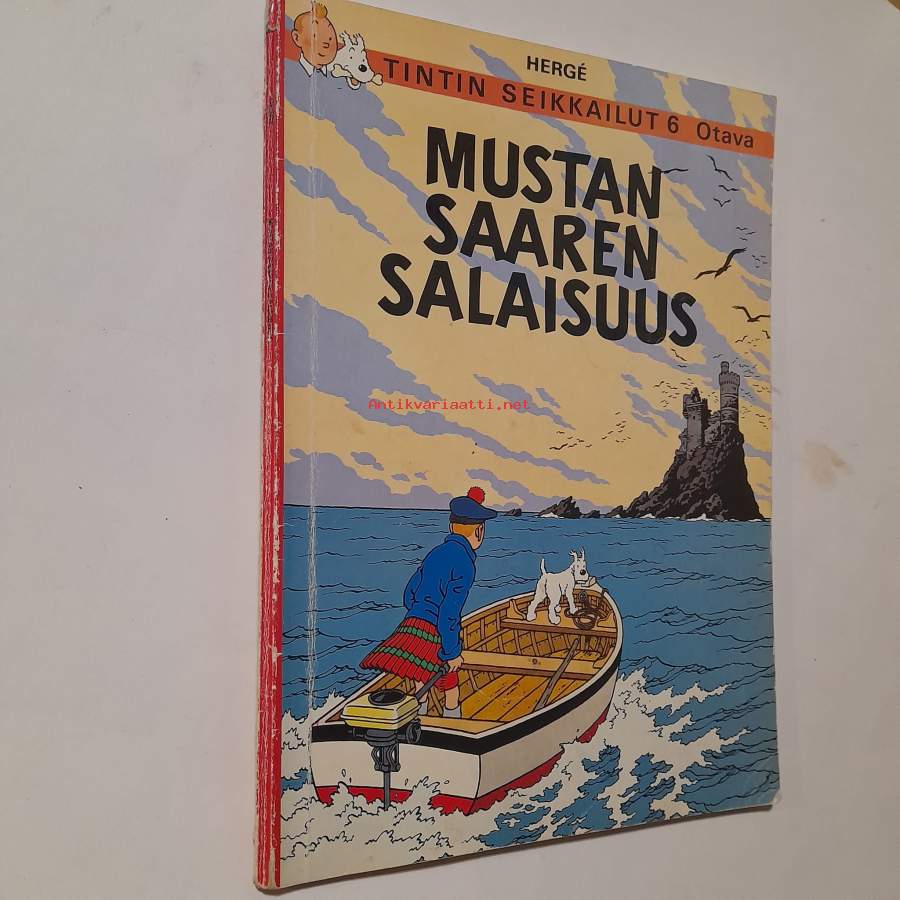 HERGÉ
TINTIN SEIKKAILUT 6 Otava
MUSTAN
SAAREN
SALAISUUS
Antikvariaatti.net